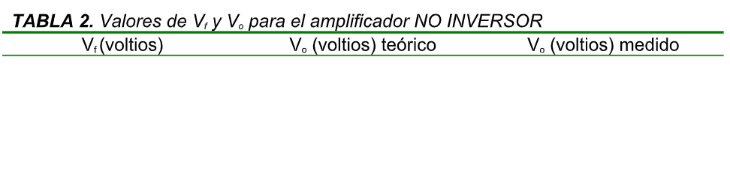 TABLA 2. Valores de Vf y Vo para el amplificador NO INVERSOR
Vf (voltios) Vo (voltios) teórico Vo (voltios) medido